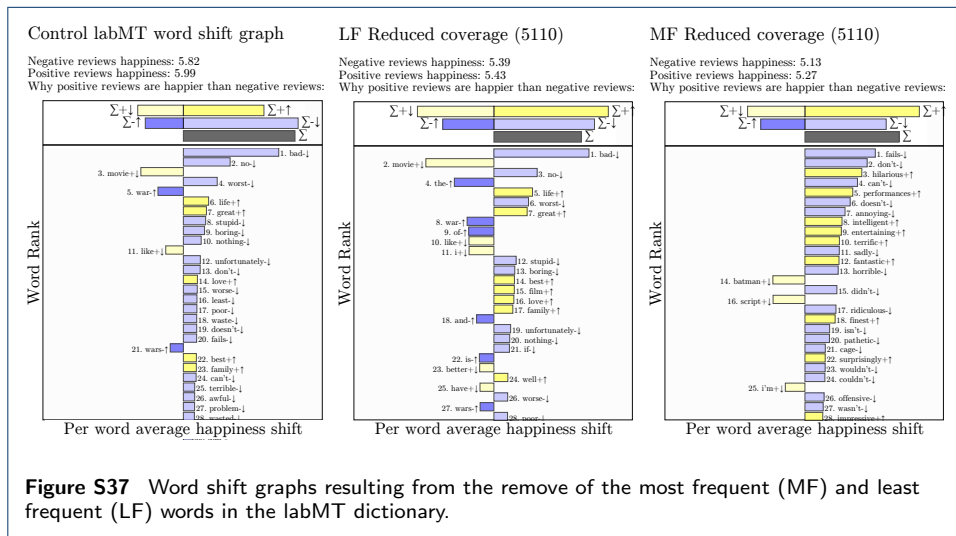 Control labMT word shift graph
Negative reviews happiness: 5.82
Positive reviews happiness: 5.99
Why positive reviews are happier than negative reviews:
Σ+↓
Σ+↑
Σ-↑
Σ-↓
Σ
1. bad-↓
2. no-↓
3. movie+↓
4. worst-↓
5. war-↑
6. life+↑
7. great+↑
8. stupid-↓
9. boring-↓
10. nothing-↓
11. like+↓
12. unfortunately-↓
13. don't-↓
14. love+↑
15. worse-↓
16. least-↓
17. poor-↓
18. waste-↓
19. doesn't-↓
20. fails-↓
21. wars-↑
22. best+↑
23. family+↑
24. can't-↓
25. terrible-↓
26. awful-↓
27. problem-↓
28. wasted-↓
Word Rank
Per word average happiness shift
LF Reduced coverage (5110)
Negative reviews happiness: 5.39
Positive reviews happiness: 5.43
Why positive reviews are happier than negative reviews:
Σ+↓
Σ+↑
Σ-↑
Σ-↓
Σ
1. bad-↓
2. movie+↓
3. no-↓
4. the-↑
5. life+↑
6. worst-↓
7. great+↑
8. war-↑
9. of-↑
10. like+↓
11. i+↓
12. stupid-↓
13. boring-↓
14. best+↑
15. film+↑
16. love+↑
17. family+↑
18. and-↑
19. unfortunately-↓
20. nothing-↓
21. if-↓
22. is-↑
23. better+↓
24. well+↑
25. have+↓
26. worse-↓
27. wars-↑
28. poor-↓
Word Rank
Per word average happiness shift
MF Reduced coverage (5110)
Negative reviews happiness: 5.13
Positive reviews happiness: 5.27
Why positive reviews are happier than negative reviews:
Σ+↓
Σ+↑
Σ-↑
Σ-↓
Σ
1. fails-↓
2. don't-↓
3. hilarious+↑
4. can't-↓
5. performances+↑
6. doesn't-↓
7. annoying-↓
8. intelligent+↑
9. entertaining+↑
10. terrific+↑
11. sadly-↓
12. fantastic+↑
13. horrible-↓
14. batman+↓
15. didn't-↓
16. script+↓
17. ridiculous-↓
18. finest+↑
19. isn't-↓
20. pathetic-↓
21. cage-↓
22. surprisingly+↑
23. wouldn't-↓
24. couldn't-↓
25. i'm+↓
26. offensive-↓
27. wasn't-↓
28. impressive+↑
Word Rank
Per word average happiness shift
Figure S37 Word shift graphs resulting from the remove of the most frequent (MF) and least
frequent (LF) words in the labMT dictionary.